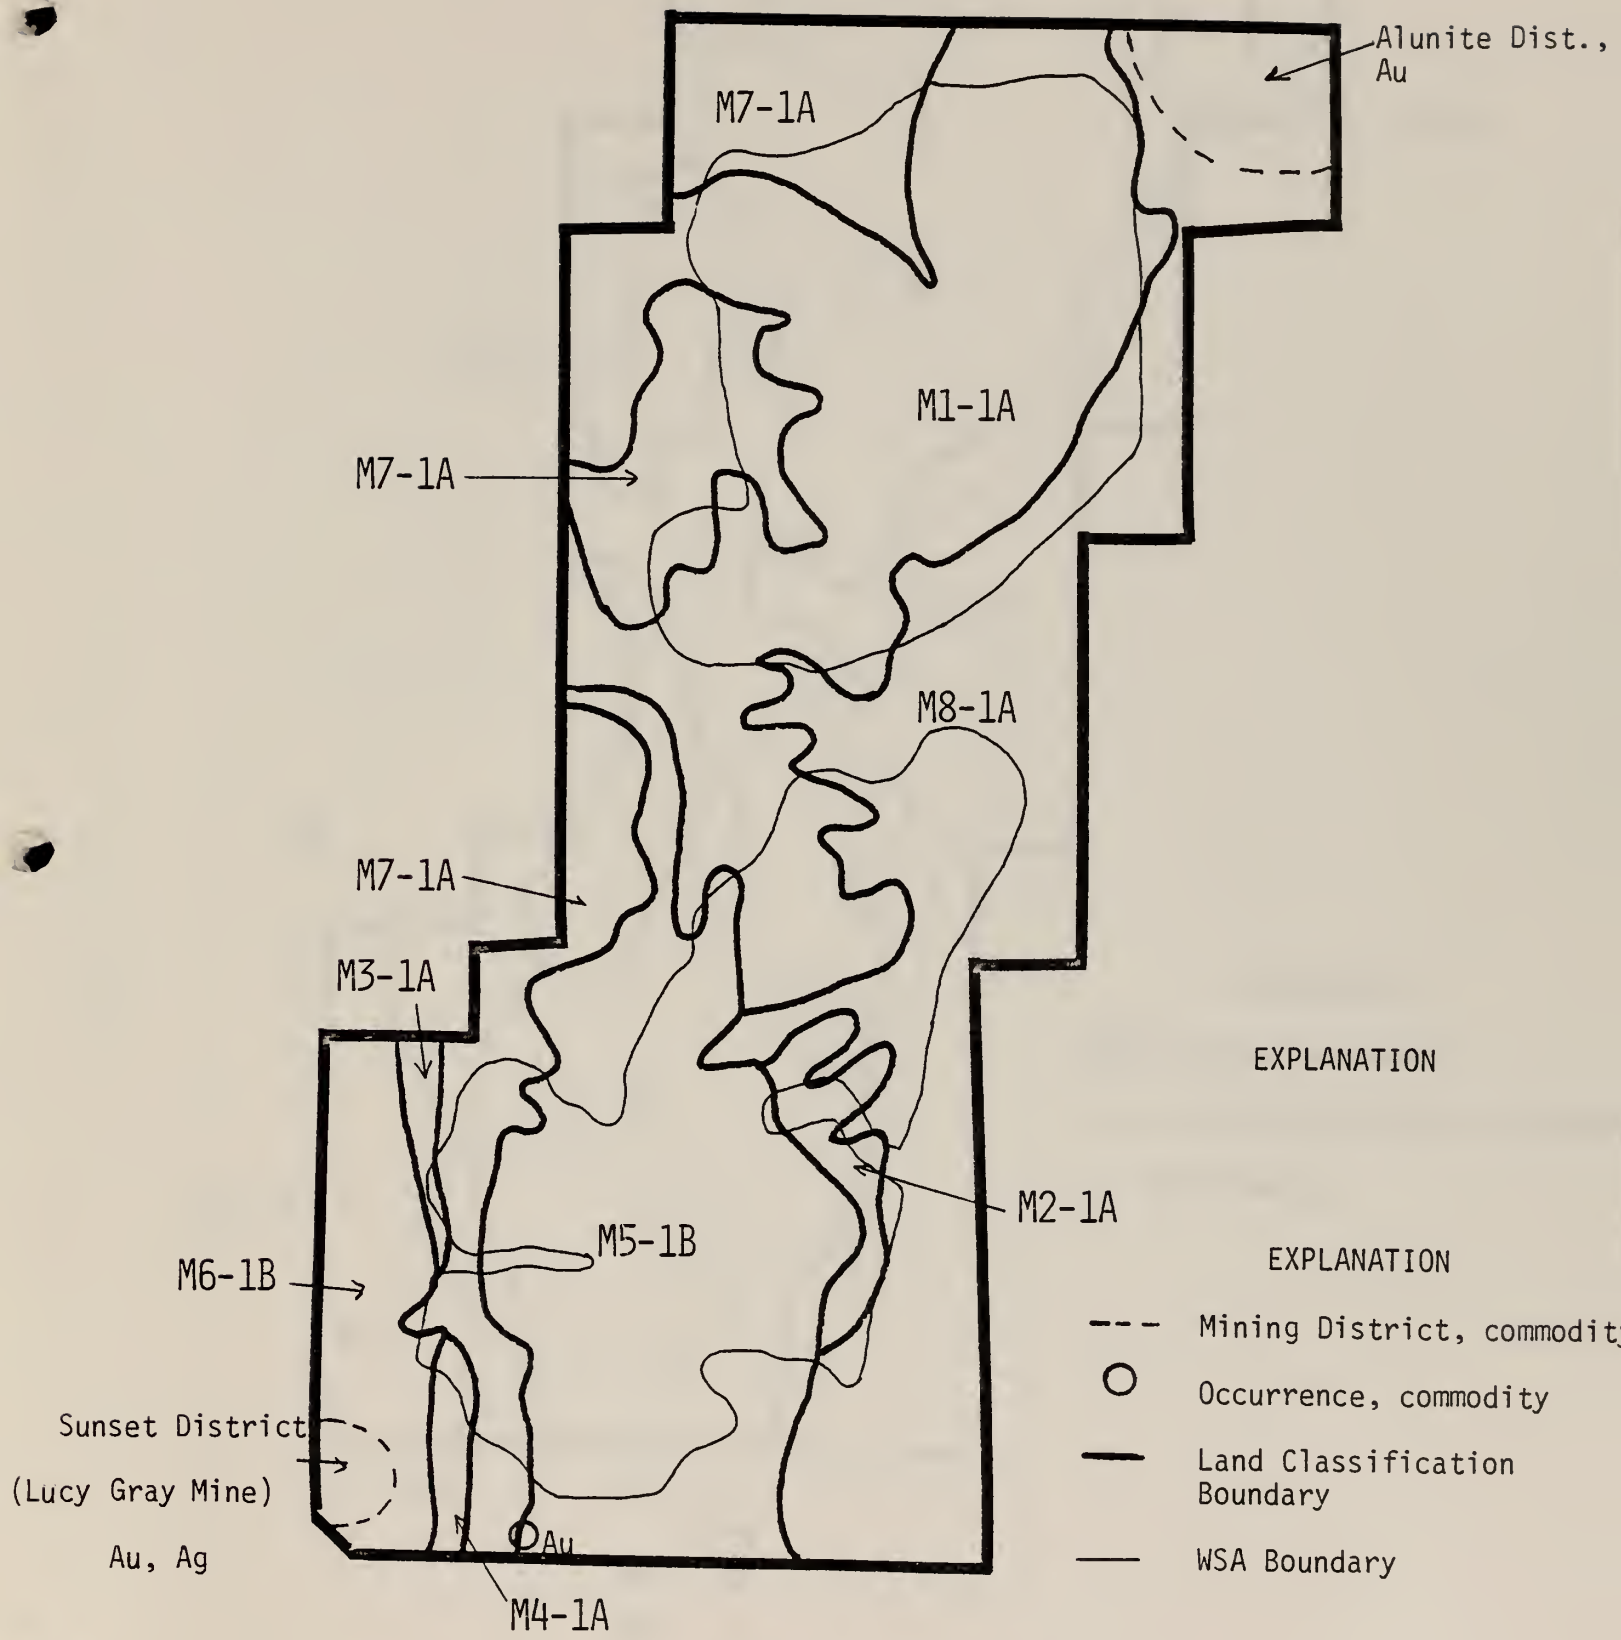 Alunite Dist.,
Au
M7-1A
M1-1A
M7-1A
M8-1A
M7-1A
M3-1A
EXPLANATION
M2-1A
M5-1B
M6-1B
EXPLANATION
Mining District, commodity
Occurrence, commodity
Sunset District
(Lucy Gray Mine)
Au, Ag
Land Classification
Boundary
Au
WSA Boundary
M4-1A